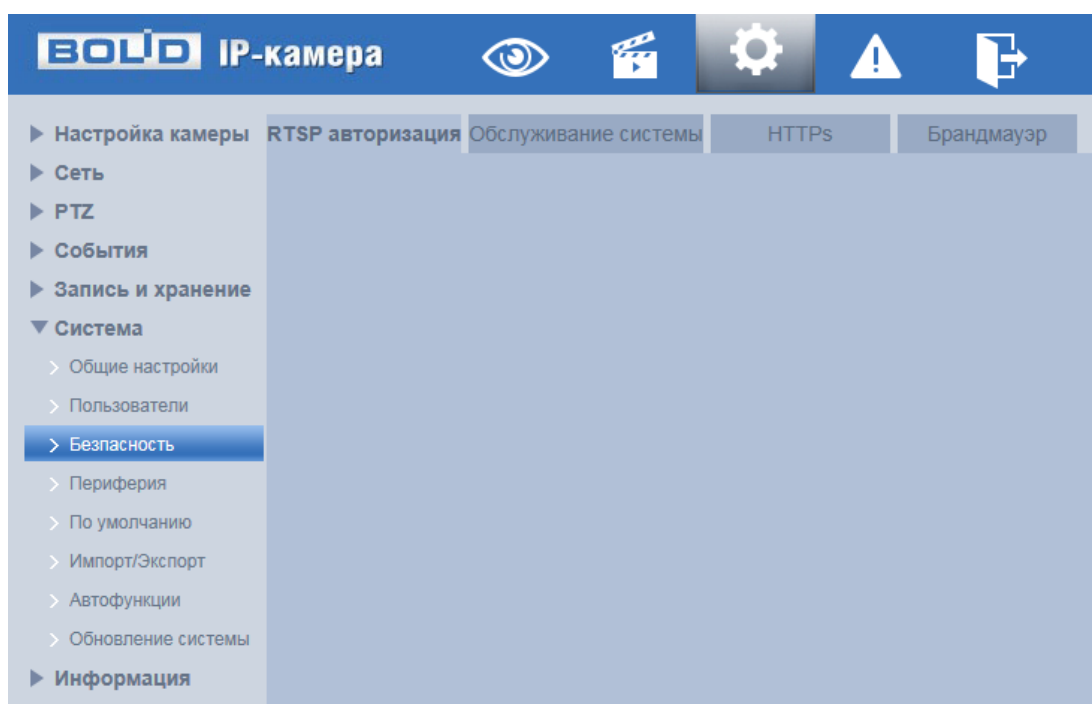 BOLID IP-камера
Настройка камеры
RTSP авторизация Обслуживание системы HTTPs Брандмауэр
Сеть
PTZ
События
Запись и хранение
Система
Общие настройки
Пользователи
Безпасность
Периферия
По умолчанию
Импорт/Экспорт
Автофункции
Обновление системы
Информация